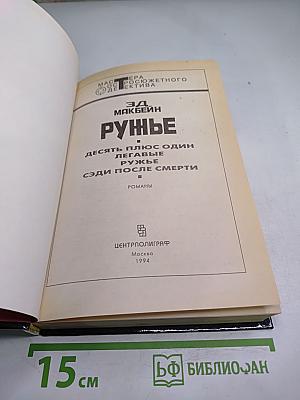 МАСТЕРА
ОСТРОСЮЖЕТНОГО
ДЕТЕКТИВА
ЭД
МАКБЕЙН
РУЖЬЕ
ДЕСЯТЬ ПЛЮС ОДИН
ЛЕГАВЫЕ
РУЖЬЕ
СЭДИ ПОСЛЕ СМЕРТИ
РОМАНЫ
ЦЕНТРПОЛИГРАФ
Москва
1994
15 см
БФ БИБЛИОФАН